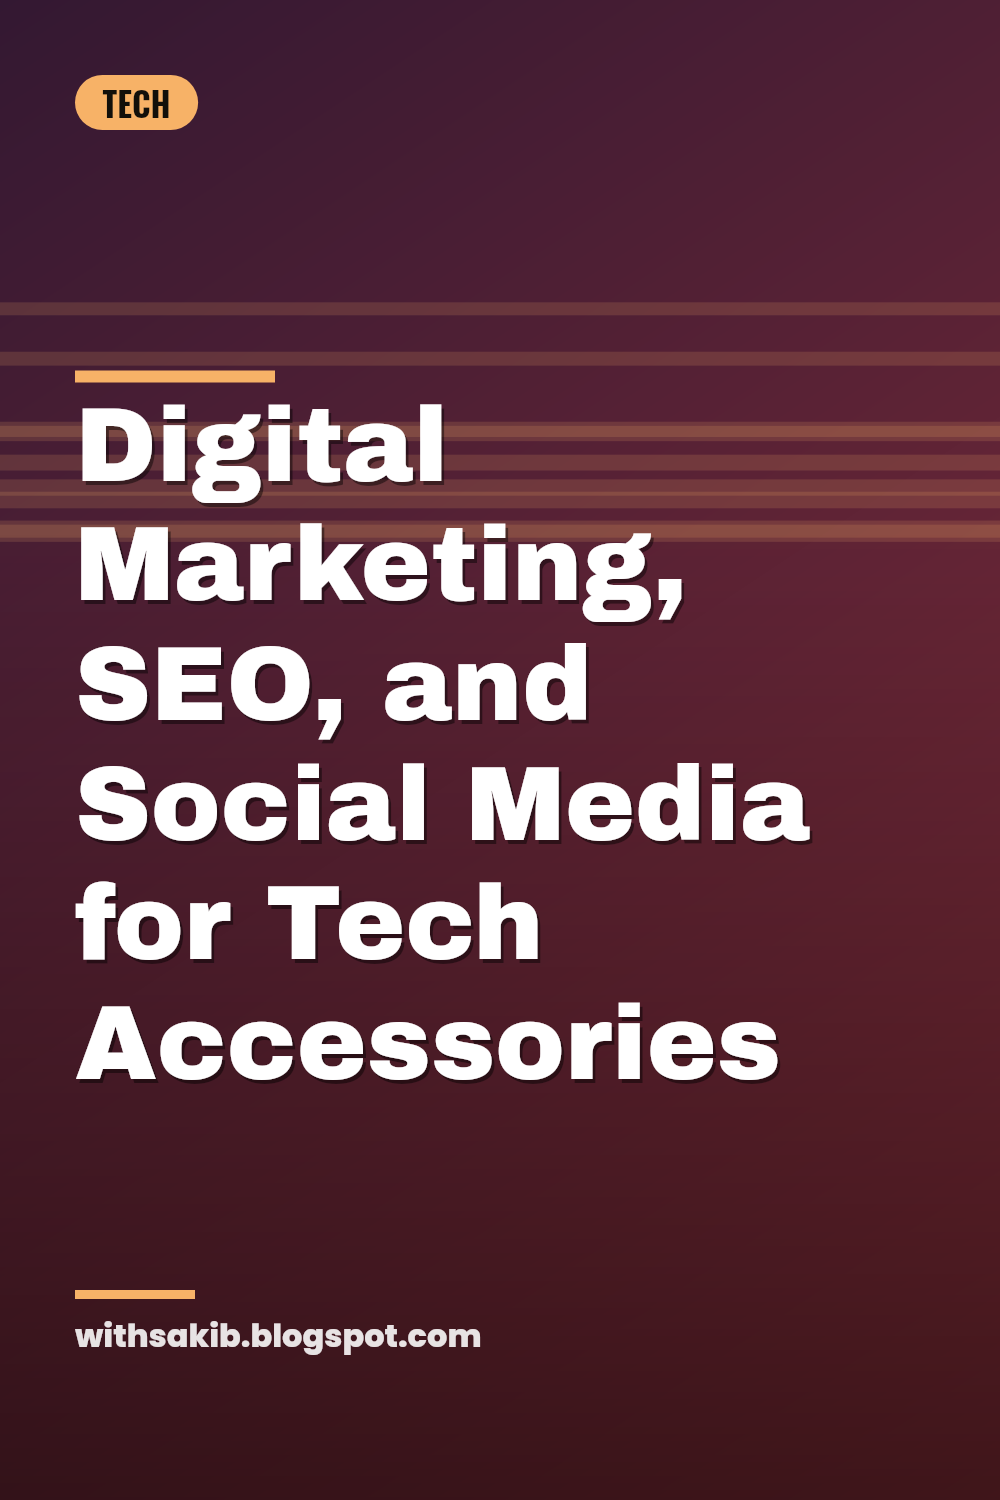 TECH
Digital
Marketing,
SEO, and
Social Media
for Tech
Accessories
withsakib.blogspot.com